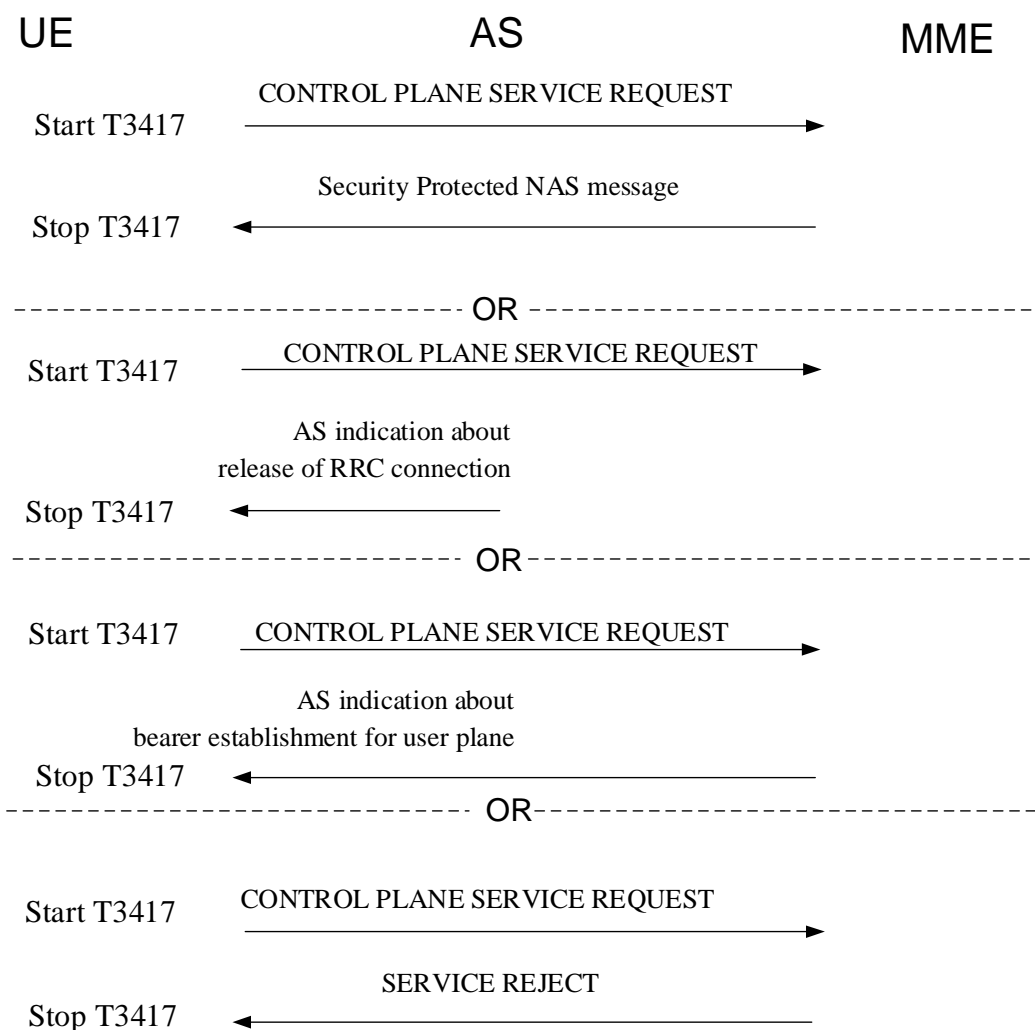 UE AS MME
CONTROL PLANE SERVICE REQUEST
Start T3417
Security Protected NAS message
Stop T3417
OR
CONTROL PLANE SERVICE REQUEST
Start T3417
AS indication about
release of RRC connection
Stop T3417
OR
Start T3417 CONTROL PLANE SERVICE REQUEST
AS indication about
bearer establishment for user plane
Stop T3417
OR
CONTROL PLANE SERVICE REQUEST
Start T3417
SERVICE REJECT
Stop T3417